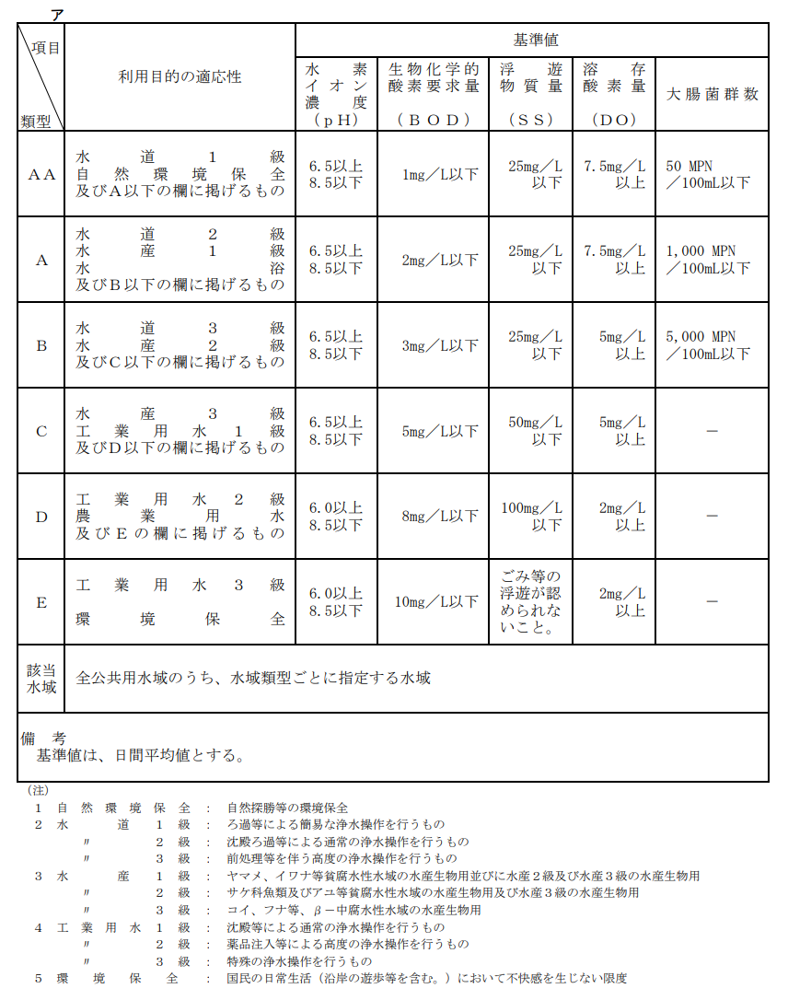 ア
項目
類型
利用目的の適応性
基準値
水素
イオン
濃度
（ｐH）
生物化学的
酸素要求量
（ＢＯＤ）
浮遊
物質量
（SS）
溶存
酸素量
（DO）
大腸菌群数
ＡＡ
水道１級
自然環境保全
及びＡ以下の欄に掲げるもの
6.5以上
8.5以下
1mg／L以下
25mg／L
以下
7.5mg／L
以上
50 MPN
／100mL以下
Ａ
水道２級
水産１級
水浴
及びＢ以下の欄に掲げるもの
6.5以上
8.5以下
2mg／L以下
25mg／L
以下
7.5mg／L
以上
1,000 MPN
／100mL以下
Ｂ
水道３級
水産２級
及びＣ以下の欄に掲げるもの
6.5以上
8.5以下
3mg／L以下
25mg／L
以下
5mg／L
以上
5,000 MPN
／100mL以下
Ｃ
水産３級
工業用水１級
及びＤ以下の欄に掲げるもの
6.5以上
8.5以下
5mg／L以下
50mg／L
以下
5mg／L
以上
－
Ｄ
工業用水２級
農業用水
及びＥの欄に掲げるもの
6.0以上
8.5以下
8mg／L以下
100mg／L
以下
2mg／L
以上
－
Ｅ
工業用水３級
環境保全
6.0以上
8.5以下
10mg／L以下
ごみ等の
浮遊が認
められな
いこと。
2mg／L
以上
－
該当
水域
全公共用水域のうち、水域類型ごとに指定する水域
備　考
基準値は、日間平均値とする。
（注）
１　自然環境保全　：　自然探勝等の環境保全
２　水道１級　：　ろ過等による簡易な浄水操作を行うもの
〃　２級　：　沈殿ろ過等による通常の浄水操作を行うもの
〃　３級　：　前処理等を伴う高度の浄水操作を行うもの
３　水産１級　：　ヤマメ、イワナ等貧腐水性水域の水産生物用並びに水産２級及び水産３級の水産生物用
〃　２級　：　サケ科魚類及びアユ等貧腐水性水域の水産生物用及び水産３級の水産生物用
〃　３級　：　コイ、フナ等、β－中腐水性水域の水産生物用
４　工業用水１級　：　沈殿等による通常の浄水操作を行うもの
〃　２級　：　薬品注入等による高度の浄水操作を行うもの
〃　３級　：　特殊の浄水操作を行うもの
５　環境保全　：　国民の日常生活（沿岸の遊歩等を含む。）において不快感を生じない限度